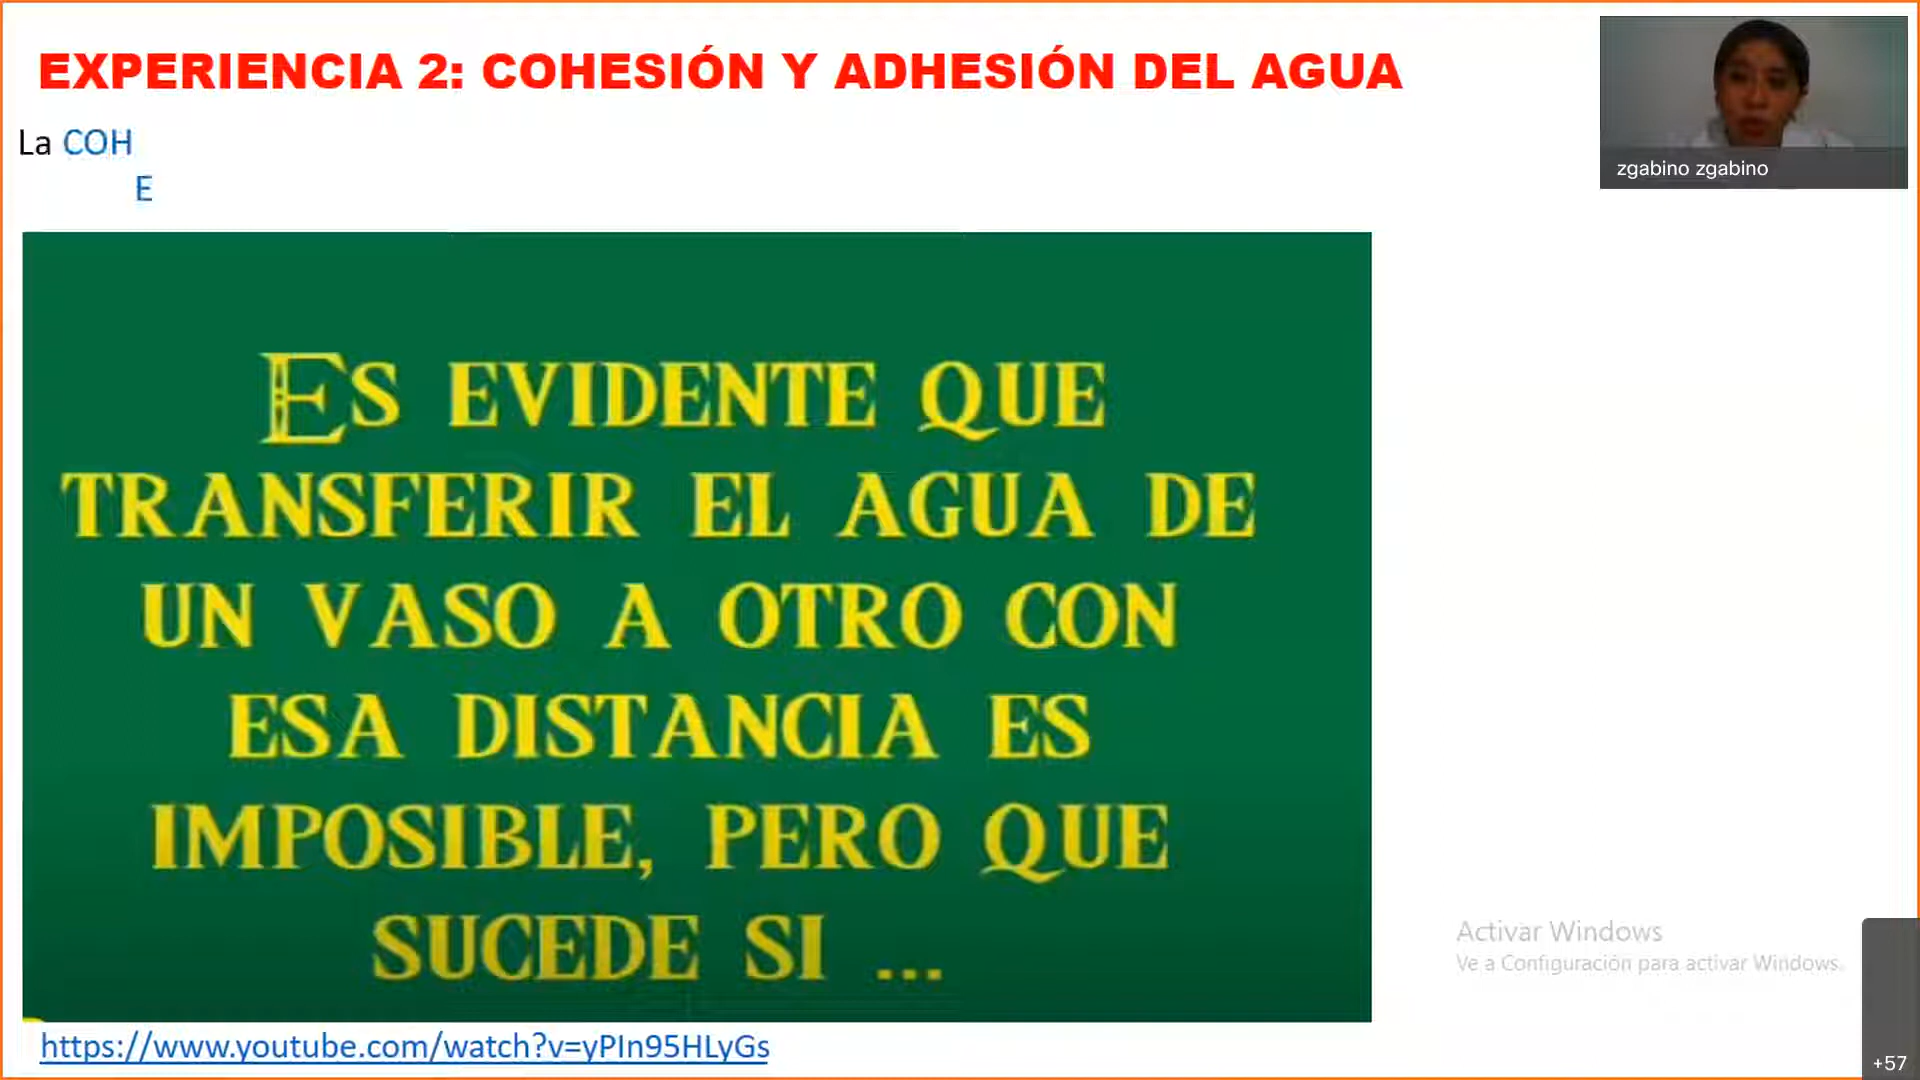 EXPERIENCIA 2: COHESIÓN Y ADHESIÓN DEL AGUA
La COH
E
zgabino zgabino
ES EVIDENTE QUE
TRANSFERIR EL AGUA DE
UN VASO A OTRO CON
ESA DISTANCIA ES
IMPOSIBLE, PERO QUE
SUCEDE SI ...
Activar Windows
Ve a Configuración para activar Windows.
https://www.youtube.com/watch?v=yPIn95HLyGs
+57